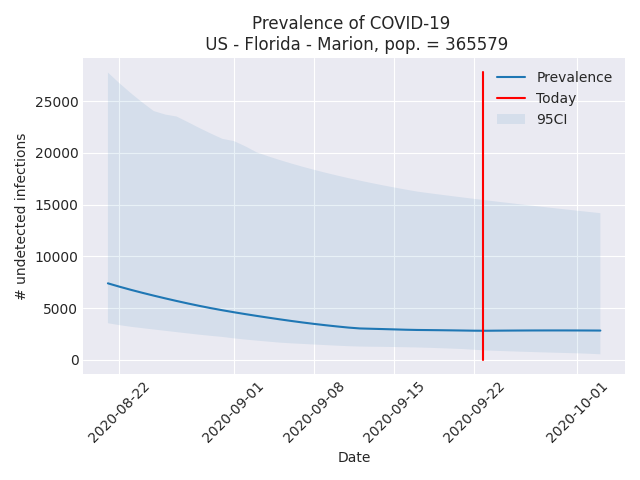 Prevalence of COVID-19
US - Florida - Marion, pop. = 365579
Prevalence
Today
95CI
25000
20000
15000
10000
5000
0
# undetected infections
2020-08-22
2020-09-01
2020-09-08
2020-09-15
2020-09-22
2020-10-01
Date